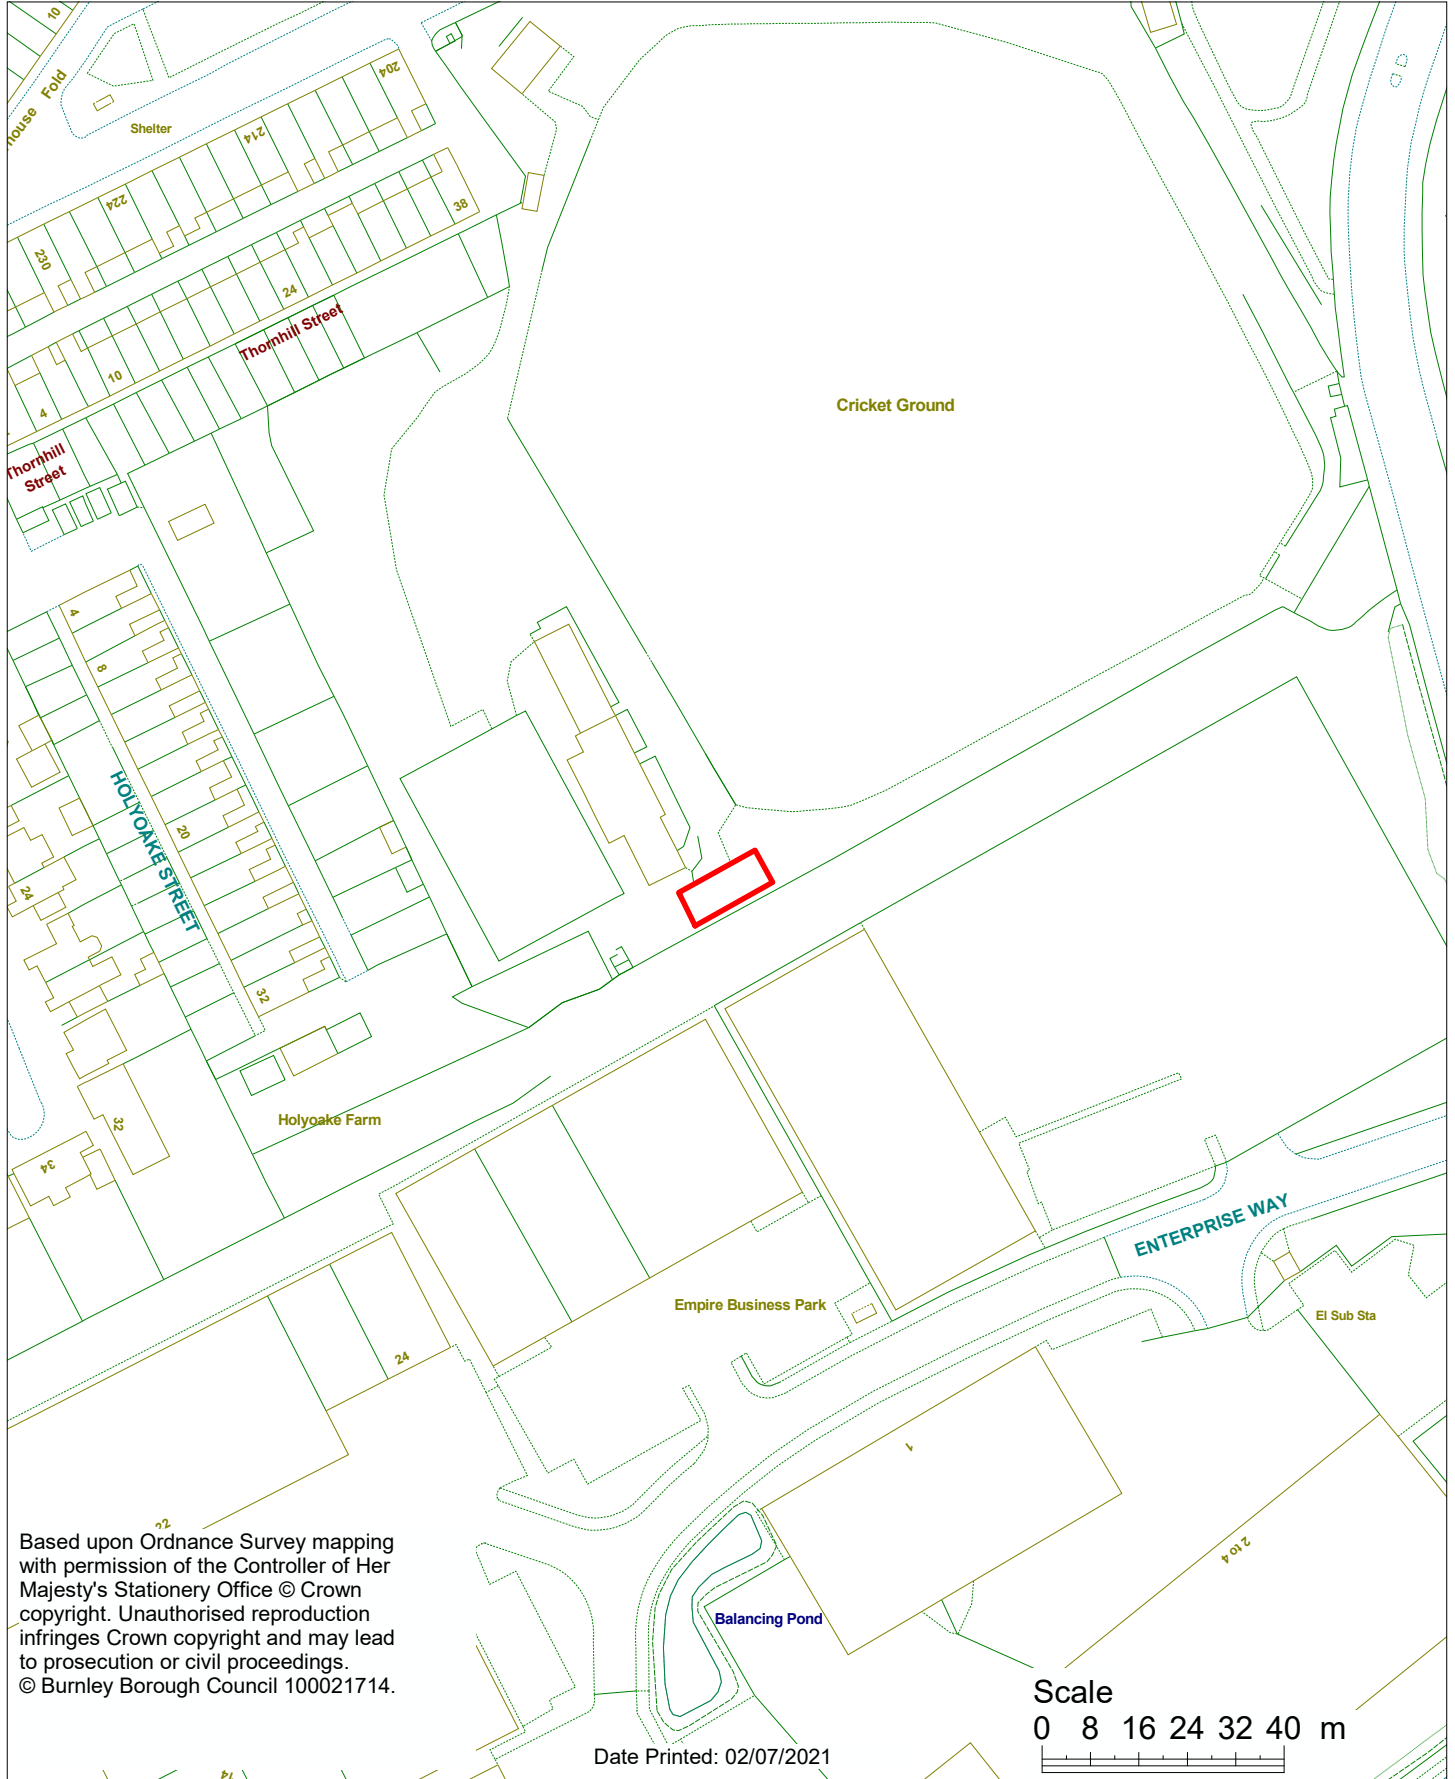 10
house Fold
Shelter
204
214
224
230
38
24
Thornhill Street
10
4
Thornhill
Street
Cricket Ground
4
8
20
32
HOLYOAKE STREET
24
32
34
Holyoake Farm
ENTERPRISE WAY
Empire Business Park
El Sub Sta
24
22
1
2 to 4
Balancing Pond
Based upon Ordnance Survey mapping
with permission of the Controller of Her
Majesty's Stationery Office © Crown
copyright. Unauthorised reproduction
infringes Crown copyright and may lead
to prosecution or civil proceedings.
© Burnley Borough Council 100021714.
Scale
0 8 16 24 32 40 m
Date Printed: 02/07/2021